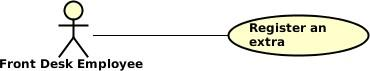 Register an
extra
Front Desk Employee